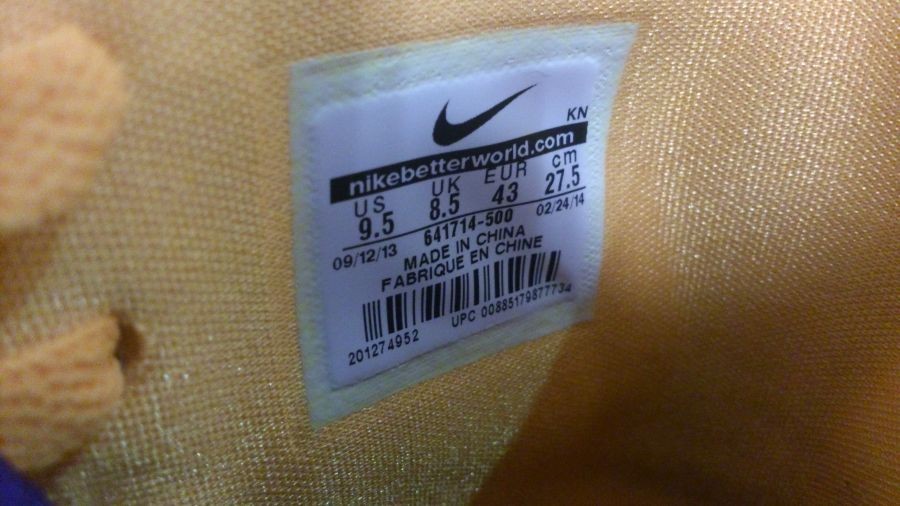 KN
nikebetterworld.com
US UK EUR cm
9.5 8.5 43 27.5
09/12/13 641714-500 02/24/14
MADE IN CHINA
FABRIQUE EN CHINE
201274952 UPC 00885179877734